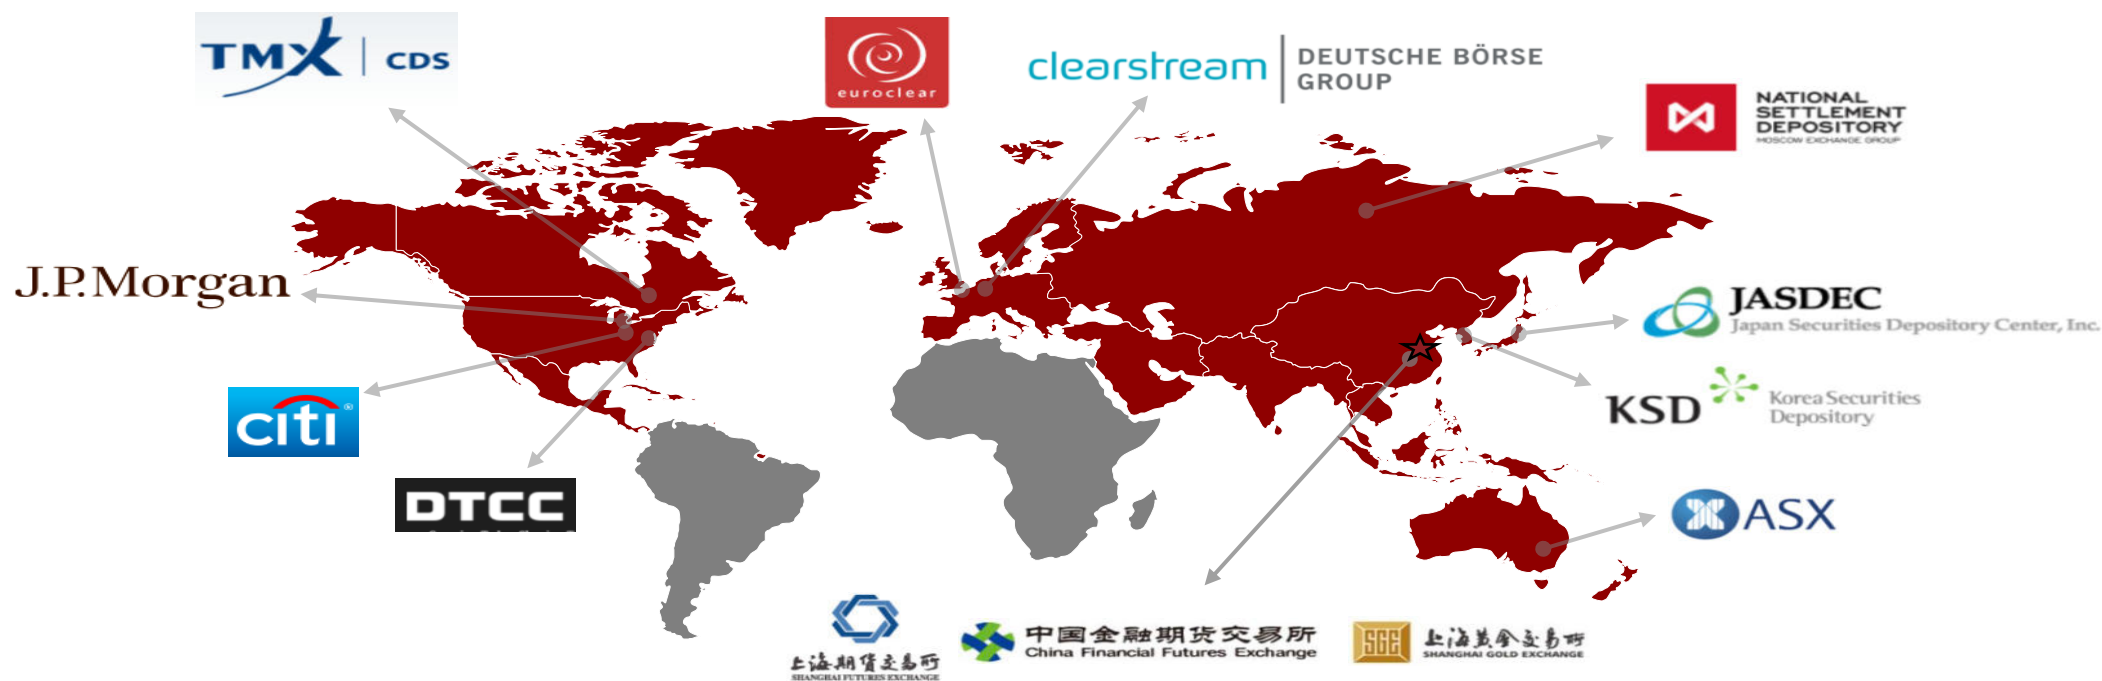 TMX | CDS
euroclear
clearstream
DEUTSCHE BÖRSE
GROUP
NATIONAL
SETTLEMENT
DEPOSITORY
MOSCOW EXCHANGE GROUP
J.P.Morgan
JASDEC
Japan Securities Depository Center, Inc.
citi®
KSD
Korea Securities
Depository
DTCC
ASX
上海期货交易所
SHANGHAI FUTURES EXCHANGE
中国金融期货交易所
China Financial Futures Exchange
SGE
上海黄金交易所
SHANGHAI GOLD EXCHANGE